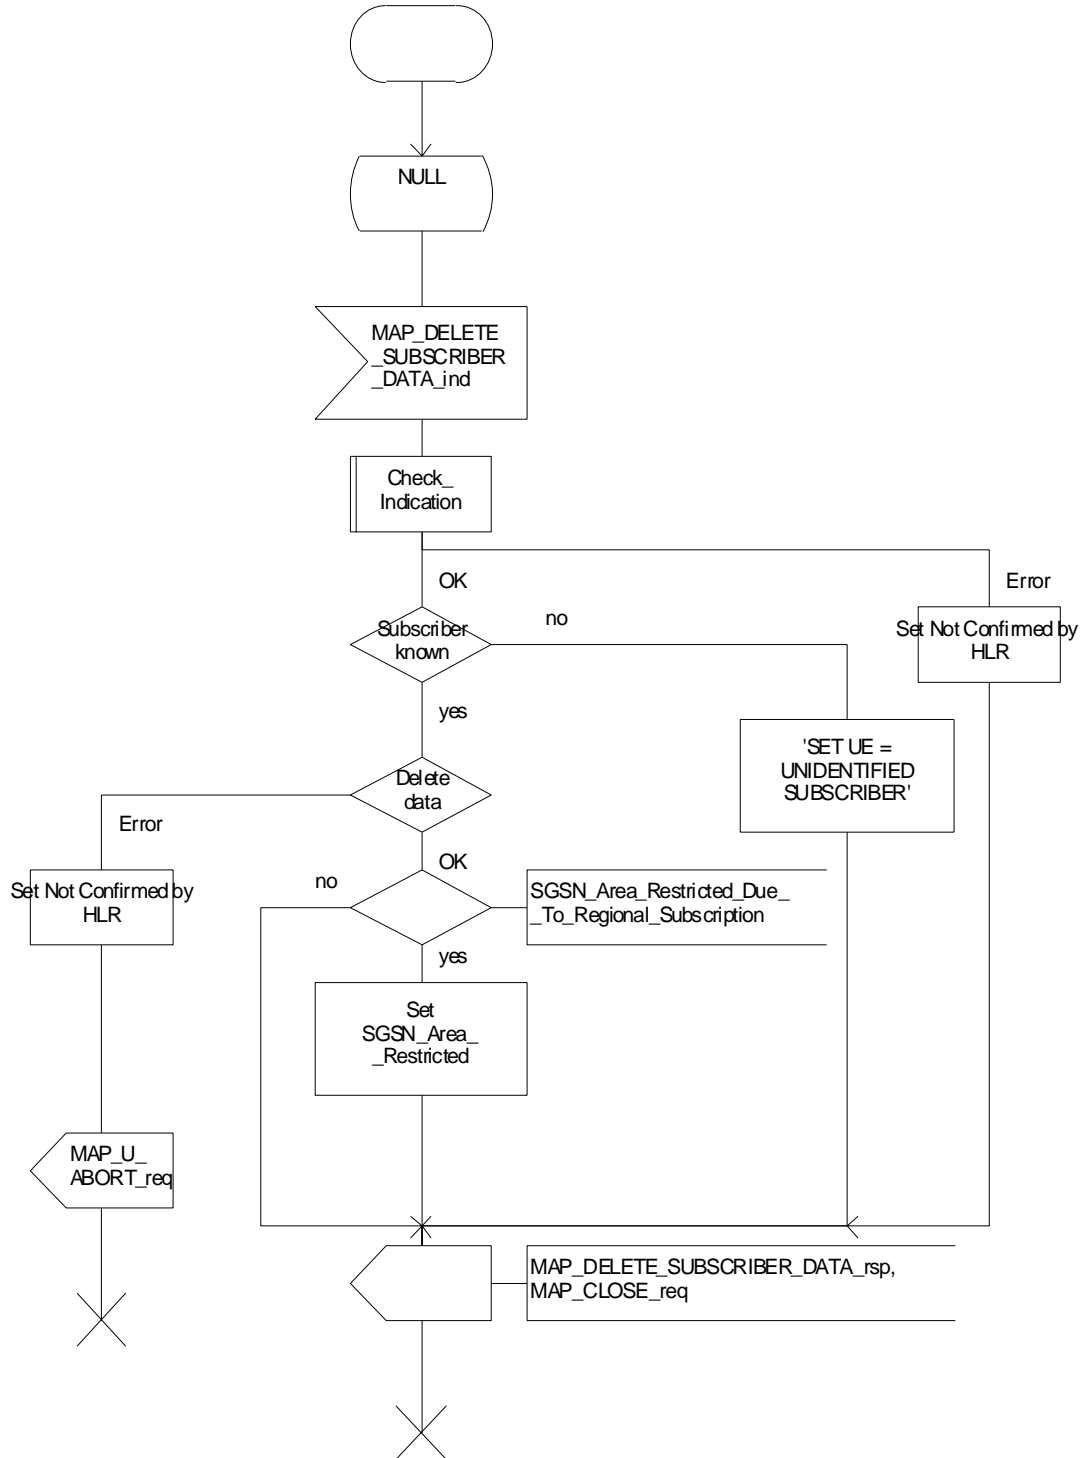 NULL
MAP_DELETE
_SUBSCRIBER
_DATA_ind
Check_
Indication
OK
Error
Subscriber
known
no
Set Not Confirmed by
HLR
yes
'SET UE =
UNIDENTIFIED
SUBSCRIBER'
Delete
data
Error
OK
Set Not Confirmed by
HLR
no
SGSN_Area_Restricted_Due_
_To_Regional_Subscription
yes
Set
SGSN_Area_
_Restricted
MAP_U_
ABORT_req
MAP_DELETE_SUBSCRIBER_DATA_rsp,
MAP_CLOSE_req